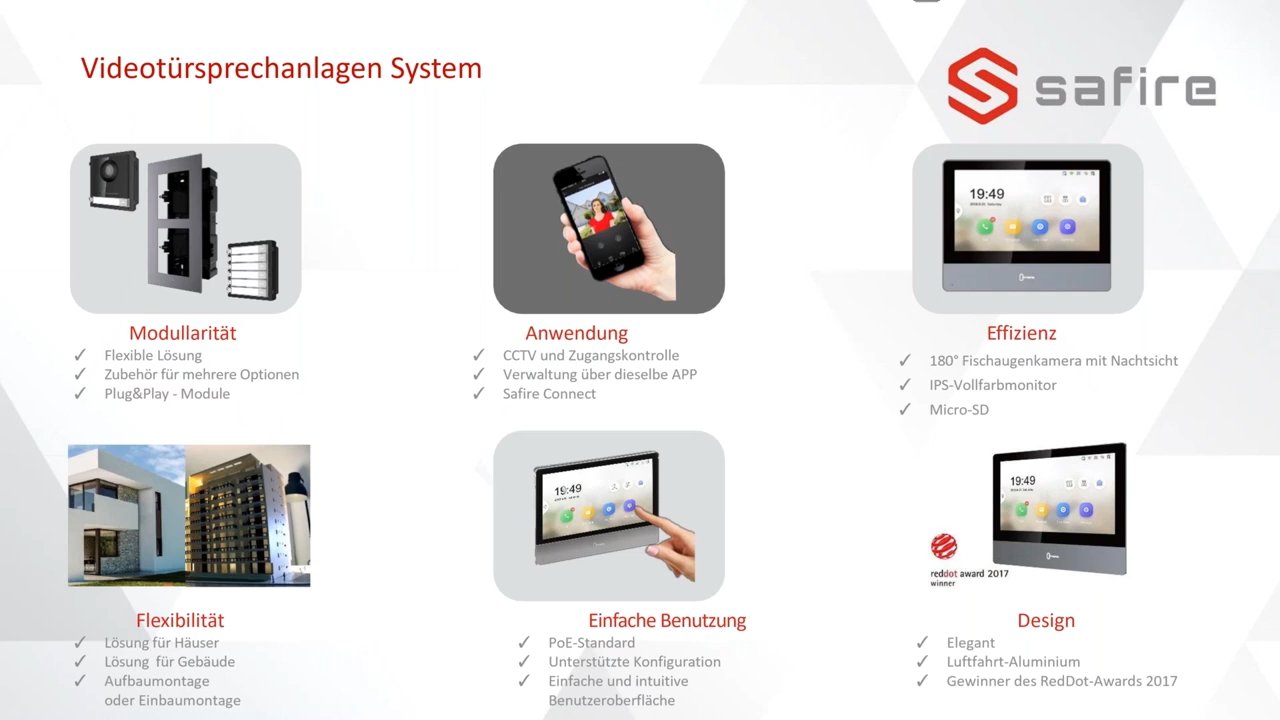 Videotürsprechanlagen System
safire
19:49
Modullarität
✓ Flexible Lösung
✓ Zubehör für mehrere Optionen
✓ Plug&Play - Module
Anwendung
✓ CCTV und Zugangskontrolle
✓ Verwaltung über dieselbe APP
✓ Safire Connect
Effizienz
✓ 180° Fischaugenkamera mit Nachtsicht
✓ IPS-Vollfarbmonitor
✓ Micro-SD
19:49
19:49
reddot award 2017
winner
Flexibilität
✓ Lösung für Häuser
✓ Lösung für Gebäude
✓ Aufbaumontage
oder Einbaumontage
Einfache Benutzung
✓ PoE-Standard
✓ Unterstützte Konfiguration
✓ Einfache und intuitive
Benutzeroberfläche
Design
✓ Elegant
✓ Luftfahrt-Aluminium
✓ Gewinner des RedDot-Awards 2017